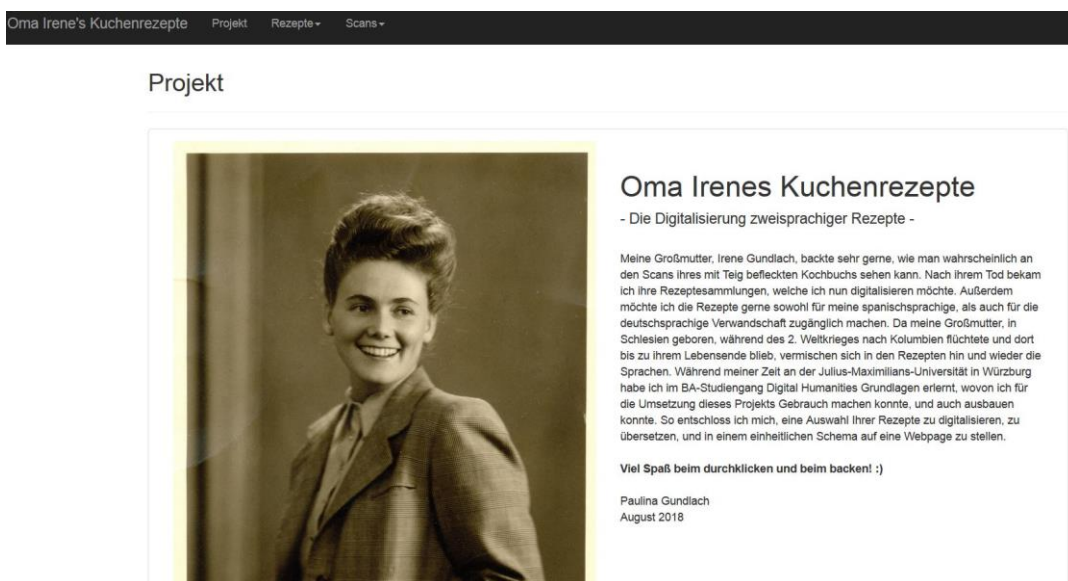 Oma Irene's Kuchenrezepte Projekt Rezepte Scans
Projekt
Oma Irenes Kuchenrezepte
- Die Digitalisierung zweisprachiger Rezepte -
Meine Großmutter, Irene Gundlach, backte sehr gerne, wie man wahrscheinlich an
den Scans ihres mit Teig befleckten Kochbuchs sehen kann. Nach ihrem Tod bekam
ich ihre Rezeptesammlungen, welche ich nun digitalisieren möchte. Außerdem
möchte ich die Rezepte gerne sowohl für meine spanischsprachige, als auch für die
deutschsprachige Verwandschaft zugänglich machen. Da meine Großmutter, in
Schlesien geboren, während des 2. Weltkrieges nach Kolumbien flüchtete und dort
bis zu ihrem Lebensende blieb, vermischen sich in den Rezepten hin und wieder die
Sprachen. Während meiner Zeit an der Julius-Maximilians-Universität in Würzburg
habe ich im BA-Studiengang Digital Humanities Grundlagen erlernt, wovon ich für
die Umsetzung dieses Projekts Gebrauch machen konnte, und auch ausbauen
konnte. So entschloss ich mich, eine Auswahl Ihrer Rezepte zu digitalisieren, zu
übersetzen, und in einem einheitlichen Schema auf eine Webpage zu stellen.
Viel Spaß beim durchklicken und beim backen! :)
Paulina Gundlach
August 2018